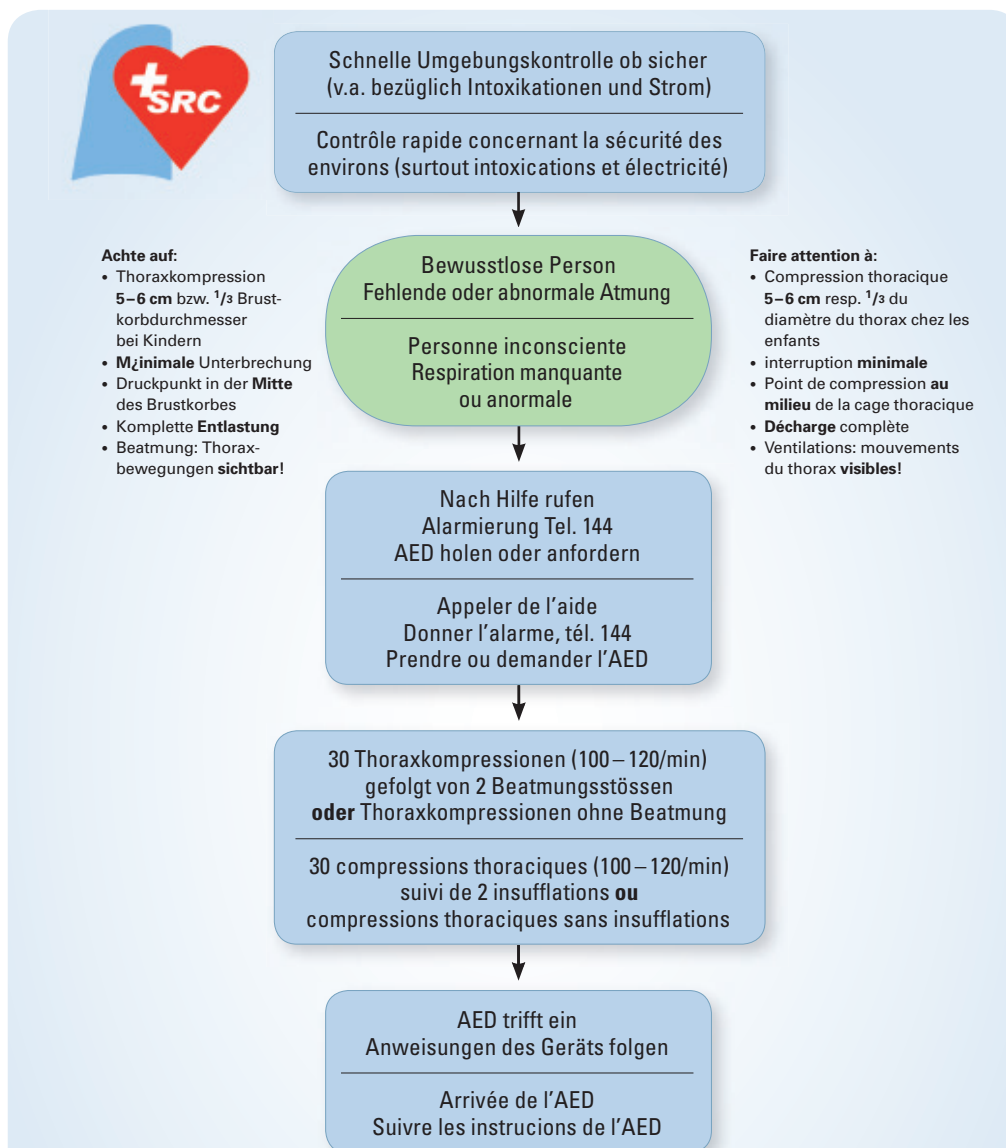 SRC
Schnelle Umgebungskontrolle ob sicher
(v.a. bezüglich Intoxikationen und Strom)
Contrôle rapide concernant la sécurité des
environs (surtout intoxications et électricité)
Achte auf:
• Thoraxkompression
5–6 cm bzw. 1/3 Brust-
korbdurchmesser
bei Kindern
• M¿inimale Unterbrechung
• Druckpunkt in der Mitte
des Brustkorbes
• Komplette Entlastung
• Beatmung: Thorax-
bewegungen sichtbar!
Bewusstlose Person
Fehlende oder abnormale Atmung
Personne inconsciente
Respiration manquante
ou anormale
Faire attention à:
• Compression thoracique
5–6 cm resp. 1/3 du
diamètre du thorax chez les
enfants
• interruption minimale
• Point de compression au
milieu de la cage thoracique
• Décharge complète
• Ventilations: mouvements
du thorax visibles!
Nach Hilfe rufen
Alarmierung Tel. 144
AED holen oder anfordern
Appeler de l'aide
Donner l'alarme, tél. 144
Prendre ou demander l'AED
30 Thoraxkompressionen (100–120/min)
gefolgt von 2 Beatmungsstössen
oder Thoraxkompressionen ohne Beatmung
30 compressions thoraciques (100–120/min)
suivi de 2 insufflations ou
compressions thoraciques sans insufflations
AED trifft ein
Anweisungen des Geräts folgen
Arrivée de l'AED
Suivre les instrucions de l'AED